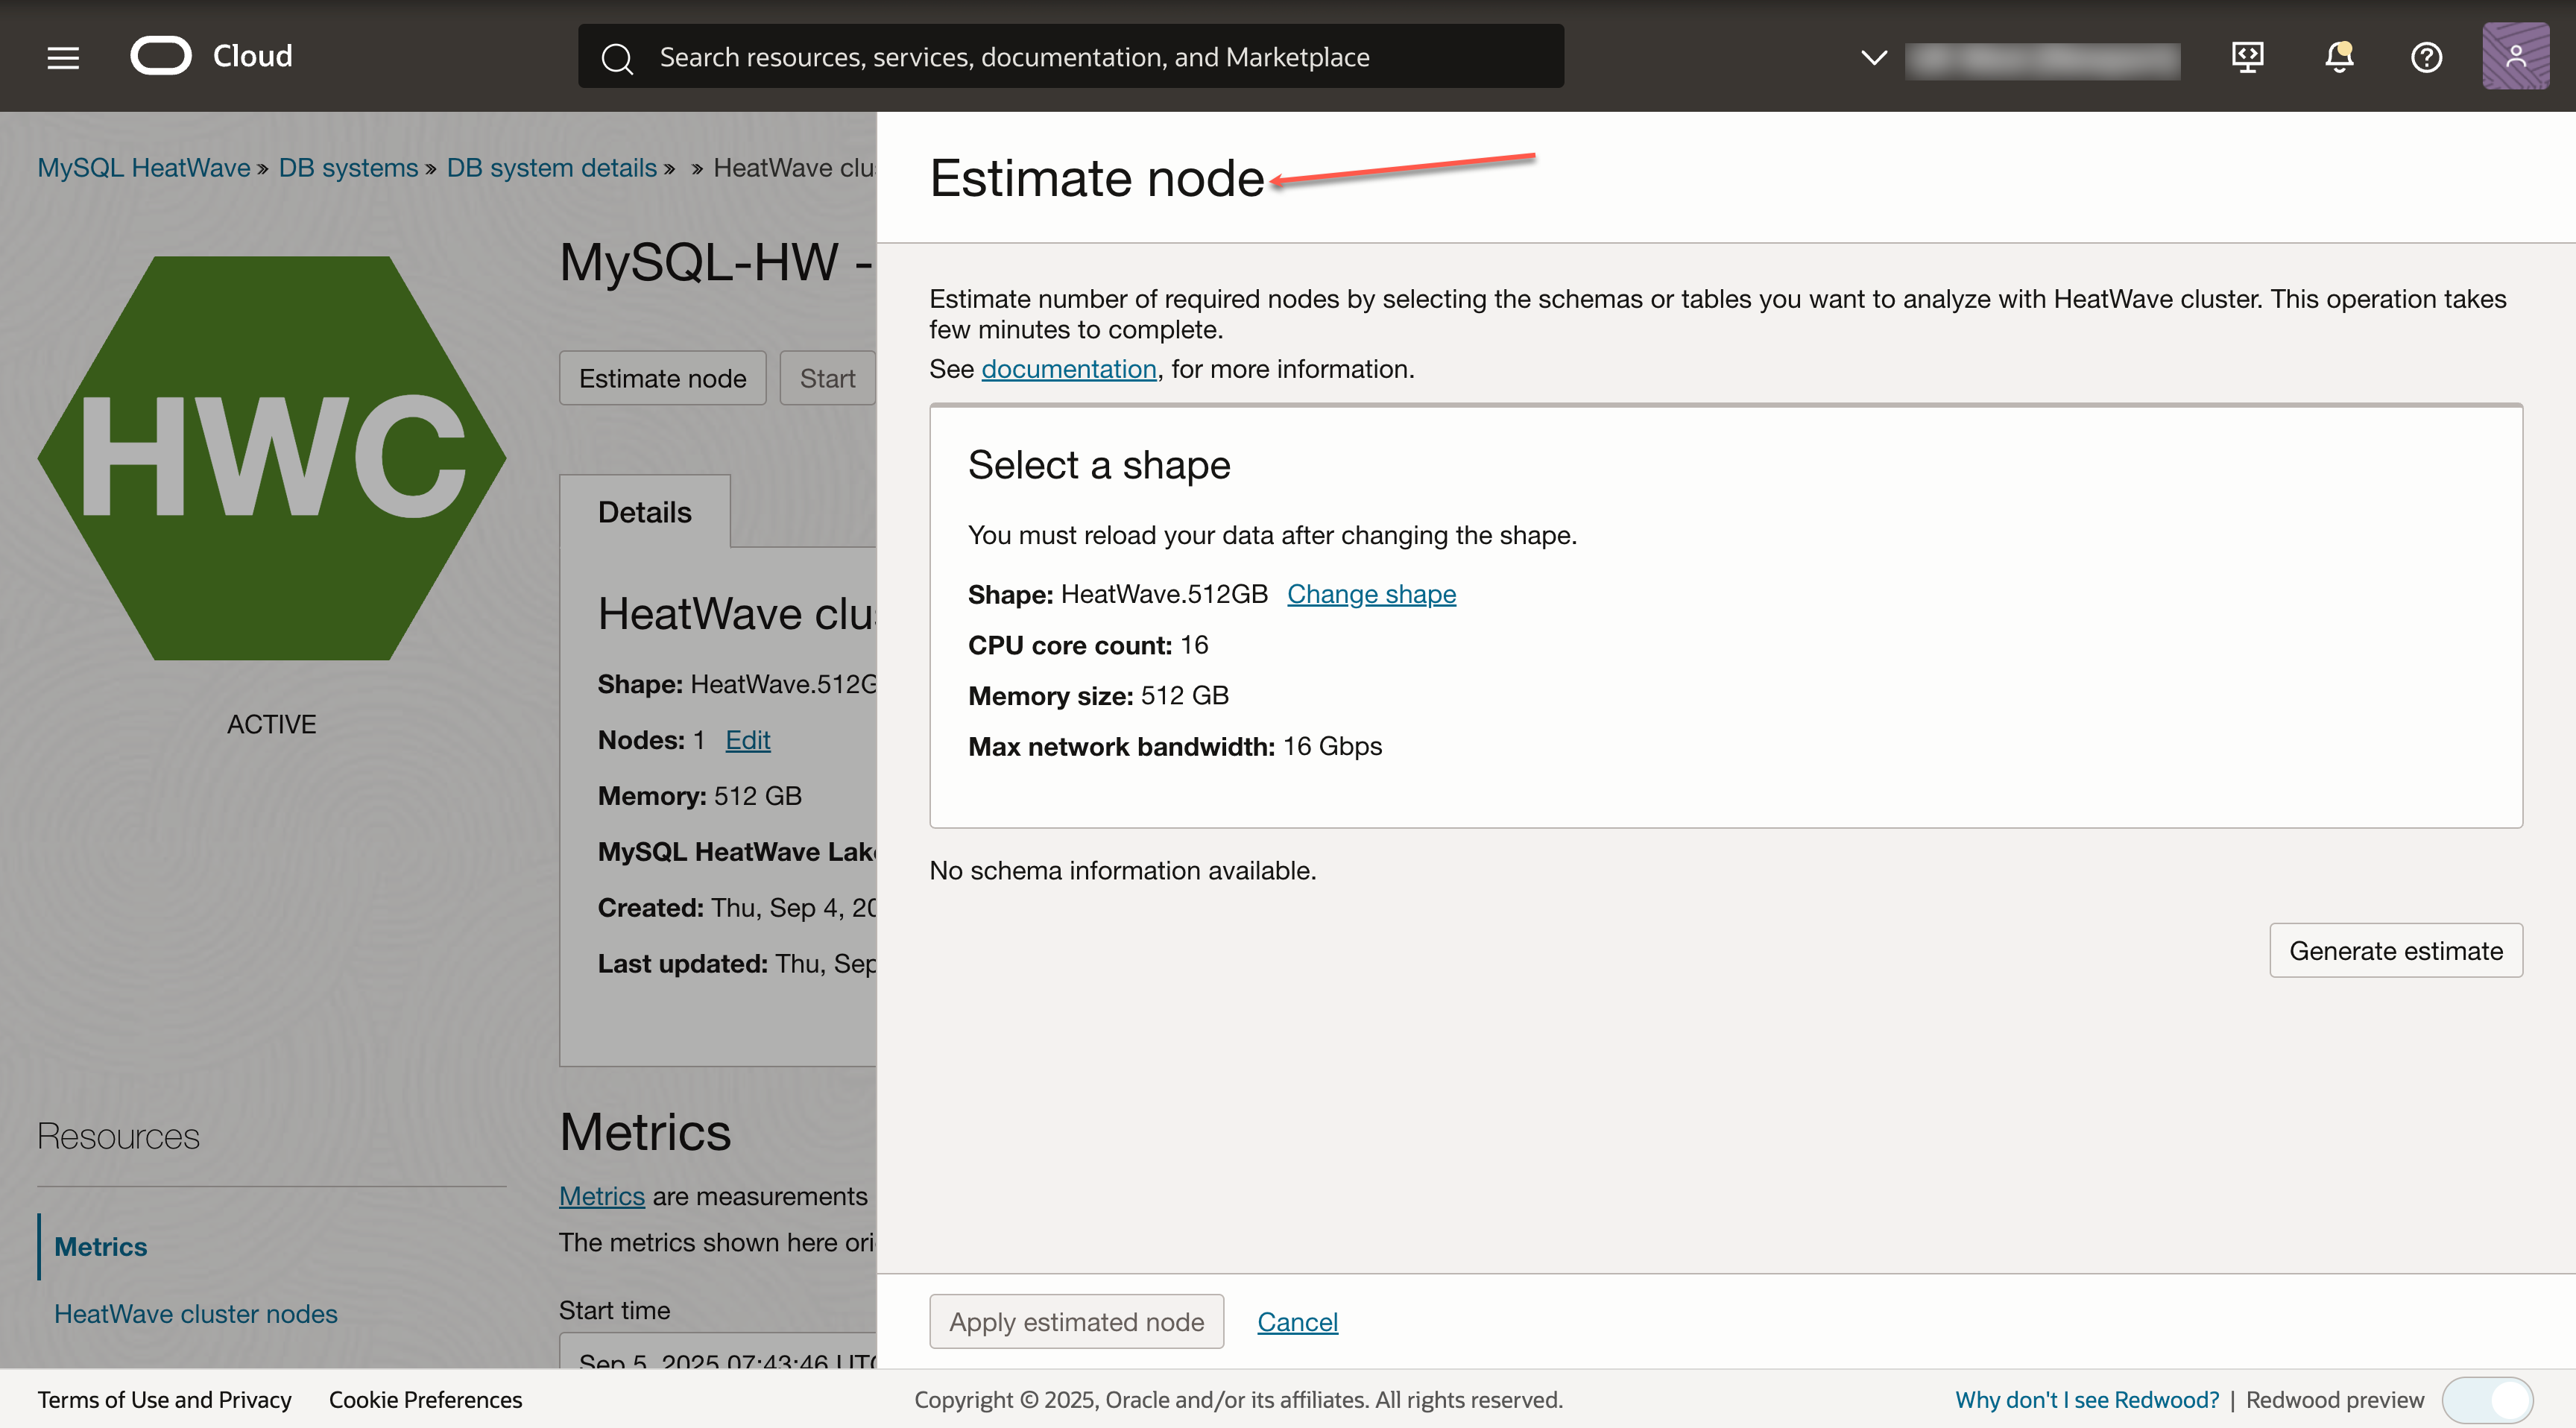 Cloud
Search resources, services, documentation, and Marketplace
MySQL HeatWave » DB systems » DB system details » » HeatWave clu
HWC
ACTIVE
MySQL-HW -
Estimate node
Start
Details
HeatWave clu
Shape: HeatWave.512G
Nodes: 1 Edit
Memory: 512 GB
MySQL HeatWave Lak
Created: Thu, Sep 4, 20
Last updated: Thu, Sep
Resources
Metrics
HeatWave cluster nodes
Metrics
Metrics are measurements
The metrics shown here ori
Start time
Sep 5, 2025 07:43:46 UTC
Estimate node
Estimate number of required nodes by selecting the schemas or tables you want to analyze with HeatWave cluster. This operation takes
few minutes to complete.
See documentation, for more information.
Select a shape
You must reload your data after changing the shape.
Shape: HeatWave.512GB Change shape
CPU core count: 16
Memory size: 512 GB
Max network bandwidth: 16 Gbps
No schema information available.
Generate estimate
Apply estimated node
Cancel
Terms of Use and Privacy
Cookie Preferences
Copyright © 2025, Oracle and/or its affiliates. All rights reserved.
Why don't I see Redwood? | Redwood preview